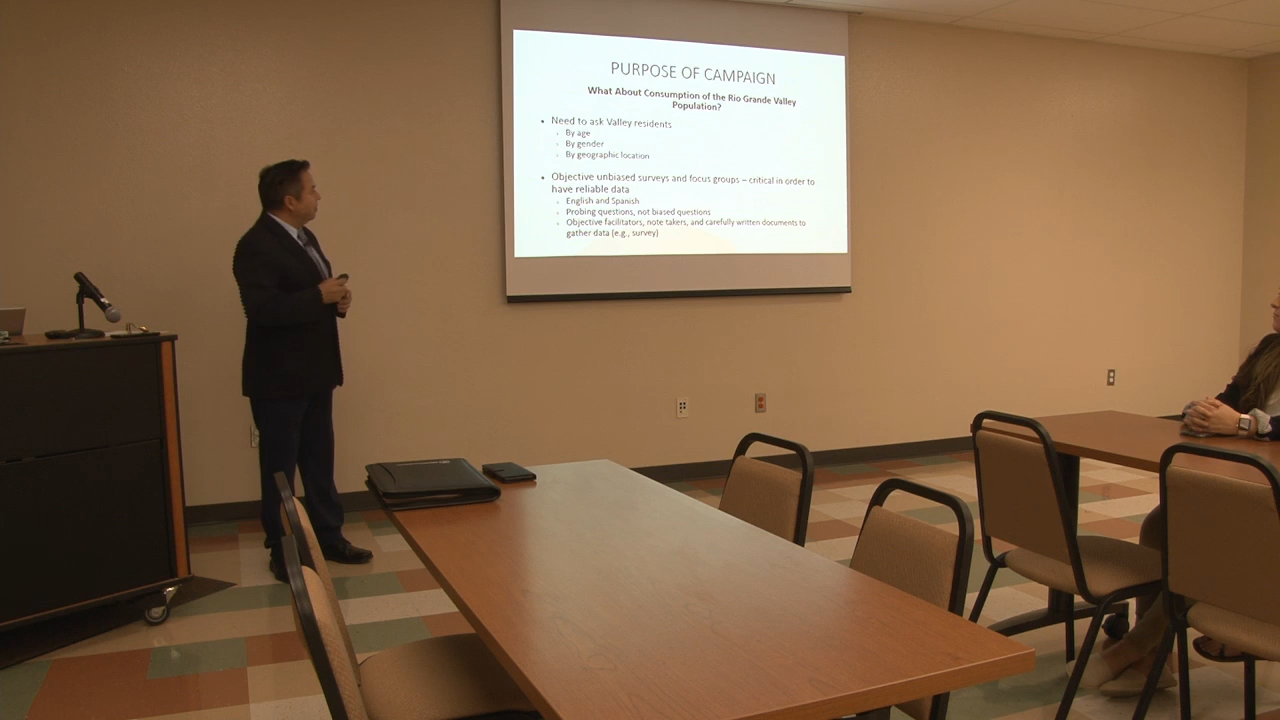 PURPOSE OF CAMPAIGN
What About Consumption of the Rio Grande Valley
Population?
• Need to ask Valley residents
By age
By gender
By geographic location
• Objective unbiased surveys and focus groups – critical in order to
have reliable data
English and Spanish
Probing questions, not biased questions
Objective facilitators, note takers, and carefully written documents to
gather data (e.g., survey)